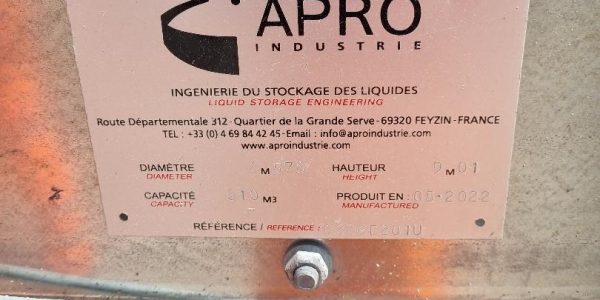 APRO
INDUSTRIE
INGENIERIE DU STOCKAGE DES LIQUIDES
LIQUID STORAGE ENGINEERING
Route Départementale 312 - Quartier de la Grande Serve - 69320 FEYZIN - FRANCE
TEL : +33 (0) 4 69 84 42 45 - Email : info@aproindustrie.com
www.aproindustrie.com
DIAMÈTRE M HAUTEUR M 01
DIAMETER HEIGHT
CAPACITÉ M3 PRODUIT EN : 05-2022
CAPACITY MANUFACTURED
RÉFÉRENCE / REFERENCE :